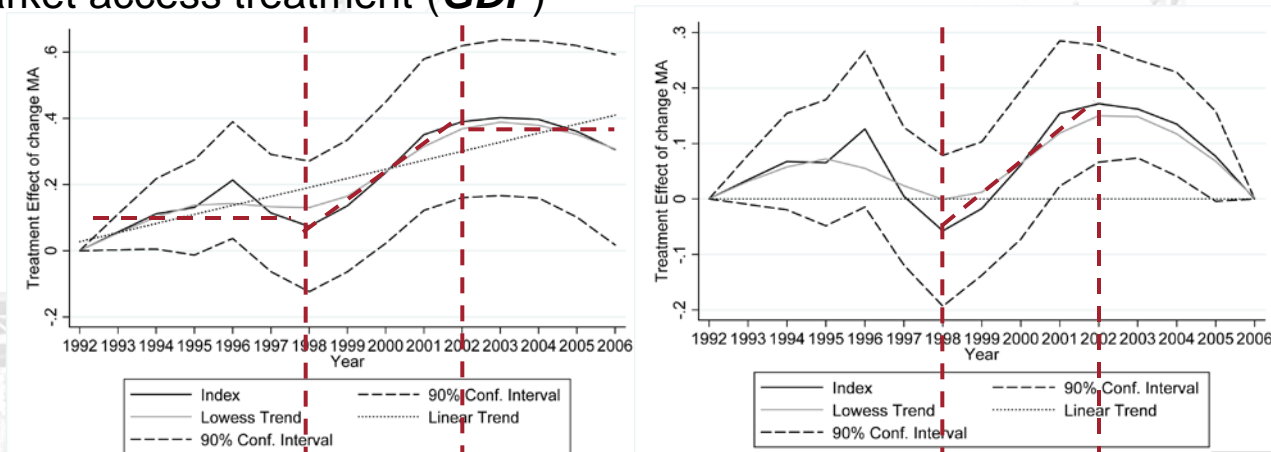 market access treatment (GDP)
Treatment Effect of change MA
.6
.4
.2
0
-.2
1992 1993 1994 1995 1996 1997 1998 1999 2000 2001 2002 2003 2004 2005 2006
Year
Index
90% Conf. Interval
Lowess Trend
Linear Trend
90% Conf. Interval
Treatment Effect of change MA
.3
.2
.1
0
-.1
-.2
1992 1993 1994 1995 1996 1997 1998 1999 2000 2001 2002 2003 2004 2005 2006
Year
Index
90% Conf. Interval
Lowess Trend
Linear Trend
90% Conf. Interval